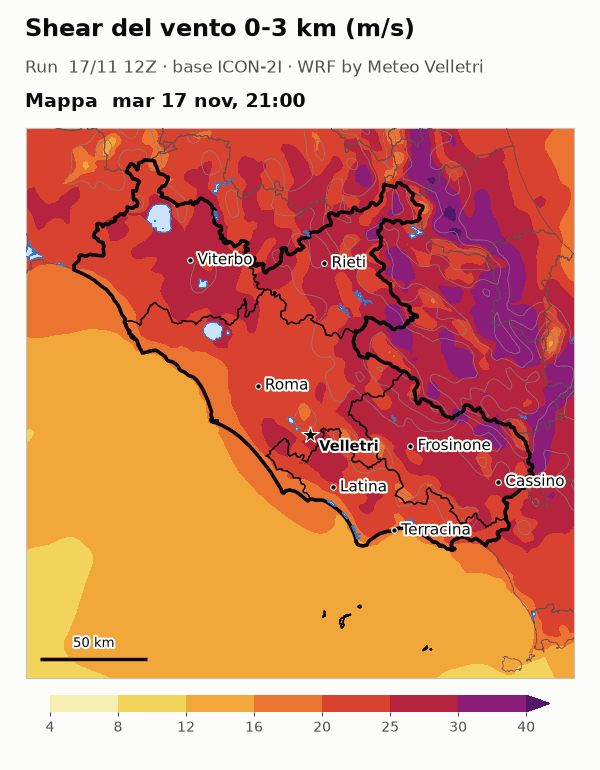 Shear del vento 0-3 km (m/s)
Run 17/11 12Z · base ICON-2I · WRF by Meteo Velletri
Mappa mar 17 nov, 21:00
Viterbo
Rieti
Roma
Velletri
Frosinone
Cassino
Latina
Terracina
50 km
4 8 12 16 20 25 30 40